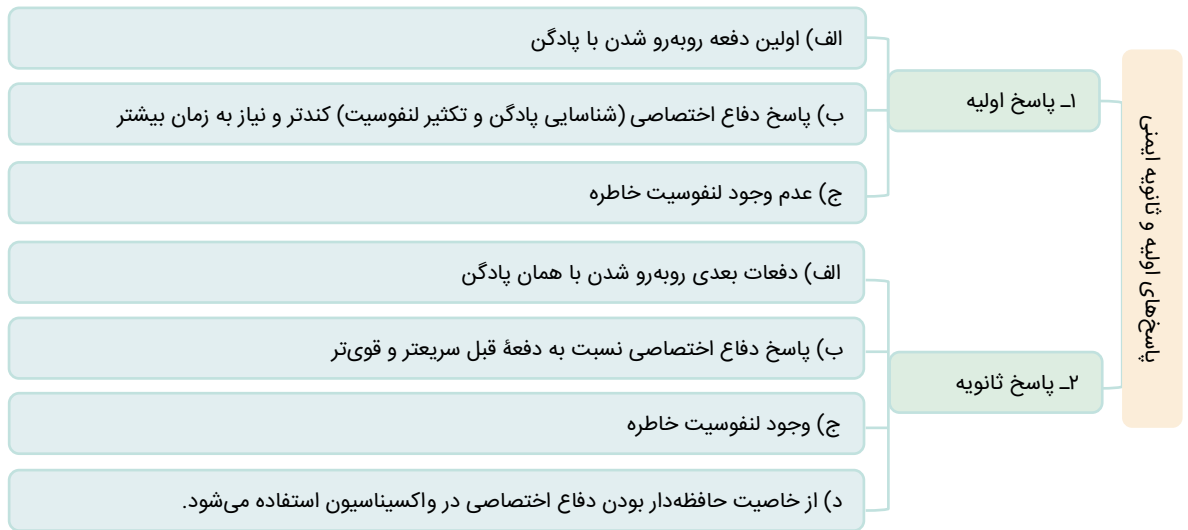 پاسخ‌های اولیه و ثانویه ایمنی
۱ـ پاسخ اولیه
الف) اولین دفعه روبه‌رو شدن با پادگن
ب) پاسخ دفاع اختصاصی (شناسایی پادگن و تکثیر لنفوسیت) کندتر و نیاز به زمان بیشتر
ج) عدم وجود لنفوسیت خاطره
۲ـ پاسخ ثانویه
الف) دفعات بعدی روبه‌رو شدن با همان پادگن
ب) پاسخ دفاع اختصاصی نسبت به دفعهٔ قبل سریعتر و قوی‌تر
ج) وجود لنفوسیت خاطره
د) از خاصیت حافظه‌دار بودن دفاع اختصاصی در واکسیناسیون استفاده می‌شود.